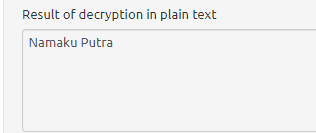 Result of decryption in plain text
Namaku Putra